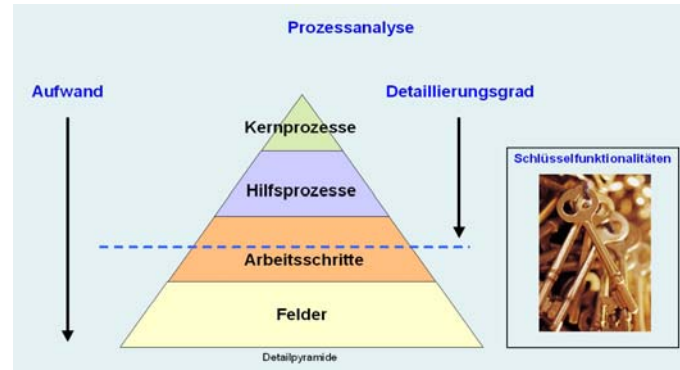 Prozessanalyse
Aufwand
Detaillierungsgrad
Kernprozesse
Schlüsselfunktionalitäten
Hilfsprozesse
Arbeitsschritte
Felder
Detailpyramide